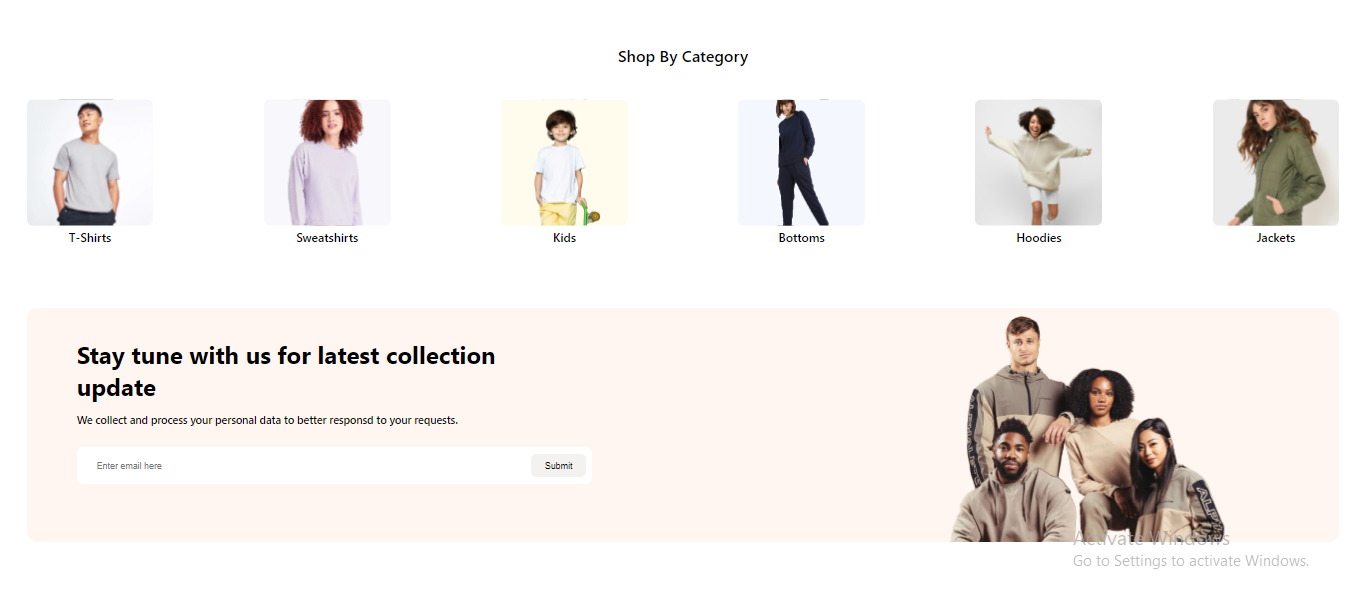 Shop By Category
T-Shirts
Sweatshirts
Kids
Bottoms
Hoodies
Jackets
Stay tune with us for latest collection
update
We collect and process your personal data to better responsd to your requests.
Enter email here
Submit
Activate Windows
Go to Settings to activate Windows.